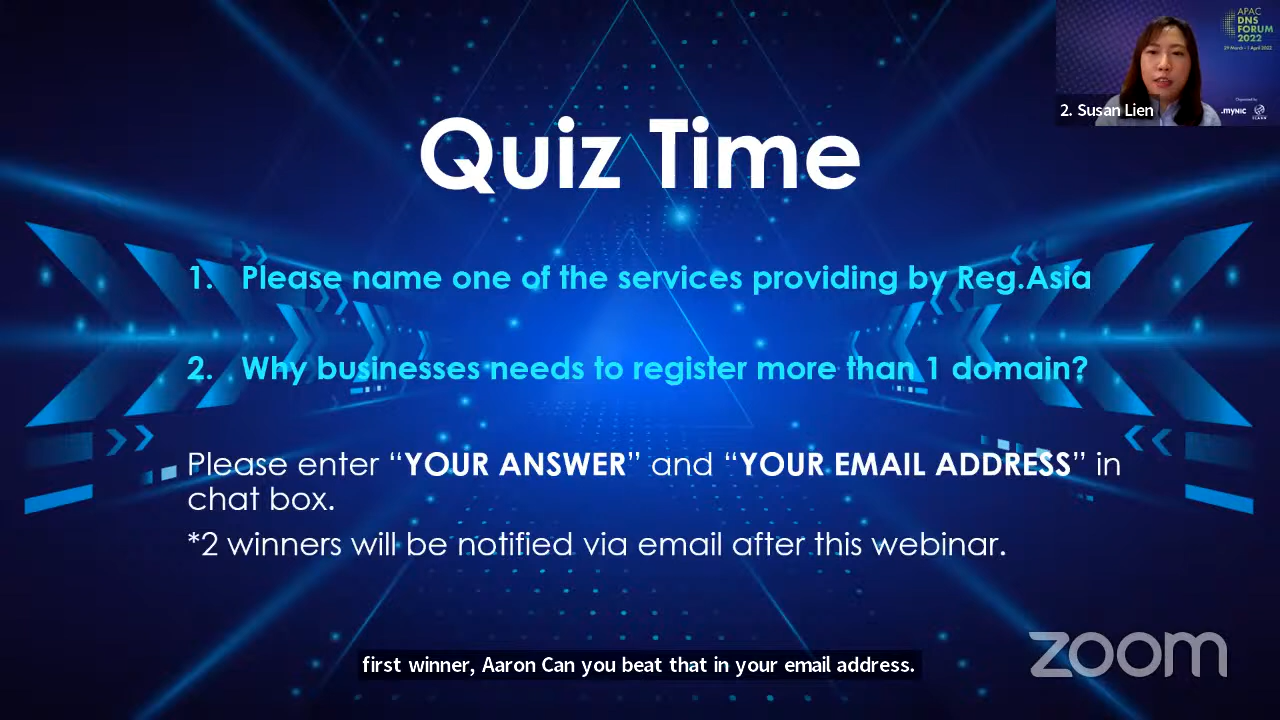 APAC
DNS
FORUM
2022
29 March - 1 April 2022
Organised by
.MYNIC
ICANN
2. Susan Lien
Quiz Time
1. Please name one of the services providing by Reg.Asia
2. Why businesses needs to register more than 1 domain?
Please enter “YOUR ANSWER” and “YOUR EMAIL ADDRESS” in
chat box.
*2 winners will be notified via email after this webinar.
first winner, Aaron Can you beat that in your email address.
zoom